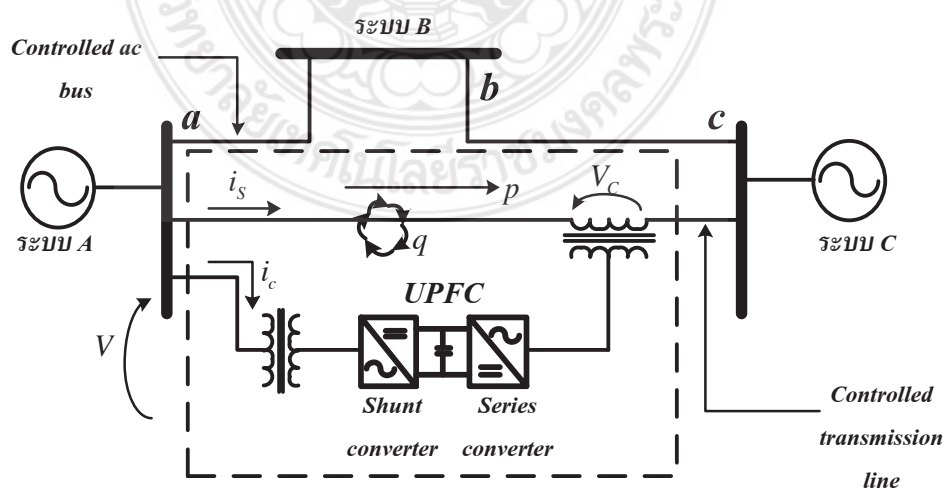 ระบบ B
Controlled ac
bus
a
b
c
i_S
p
V_C
q
ระบบ A
ระบบ C
i_c
UPFC
V
Shunt
converter
Series
converter
Controlled
transmission
line